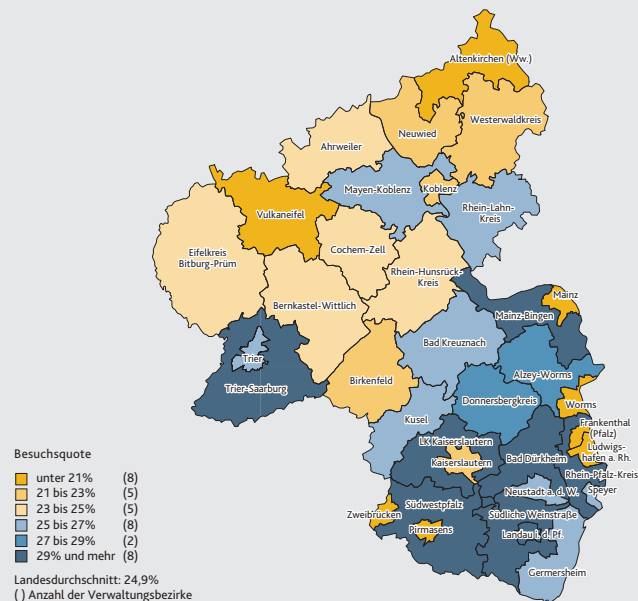 Altenkirchen (Ww.)
Westerwaldkreis
Neuwied
Ahrweiler
Mayen-Koblenz
Koblenz
Rhein-Lahn-
Kreis
Vulkaneifel
Cochem-Zell
Eifelkreis
Bitburg-Prüm
Rhein-Hunsrück-
Kreis
Bernkastel-Wittlich
Mainz
Mainz-Bingen
Bad Kreuznach
Trier
Alzey-Worms
Birkenfeld
Trier-Saarburg
Donnersbergkreis
Worms
Kusel
Frankenthal
(Pfalz)
LK Kaiserslautern
Ludwigs-
hafen a. Rh.
Kaiserslautern
Bad Dürkheim
Rhein-Pfalz-Kreis
Neustadt a. d. W.
Speyer
Südwestpfalz
Zweibrücken
Südliche Weinstraße
Pirmasens
Landau i. d. Pf.
Germersheim
Besuchsquote
unter 21% (8)
21 bis 23% (5)
23 bis 25% (5)
25 bis 27% (8)
27 bis 29% (2)
29% und mehr (8)
Landesdurchschnitt: 24,9%
( ) Anzahl der Verwaltungsbezirke